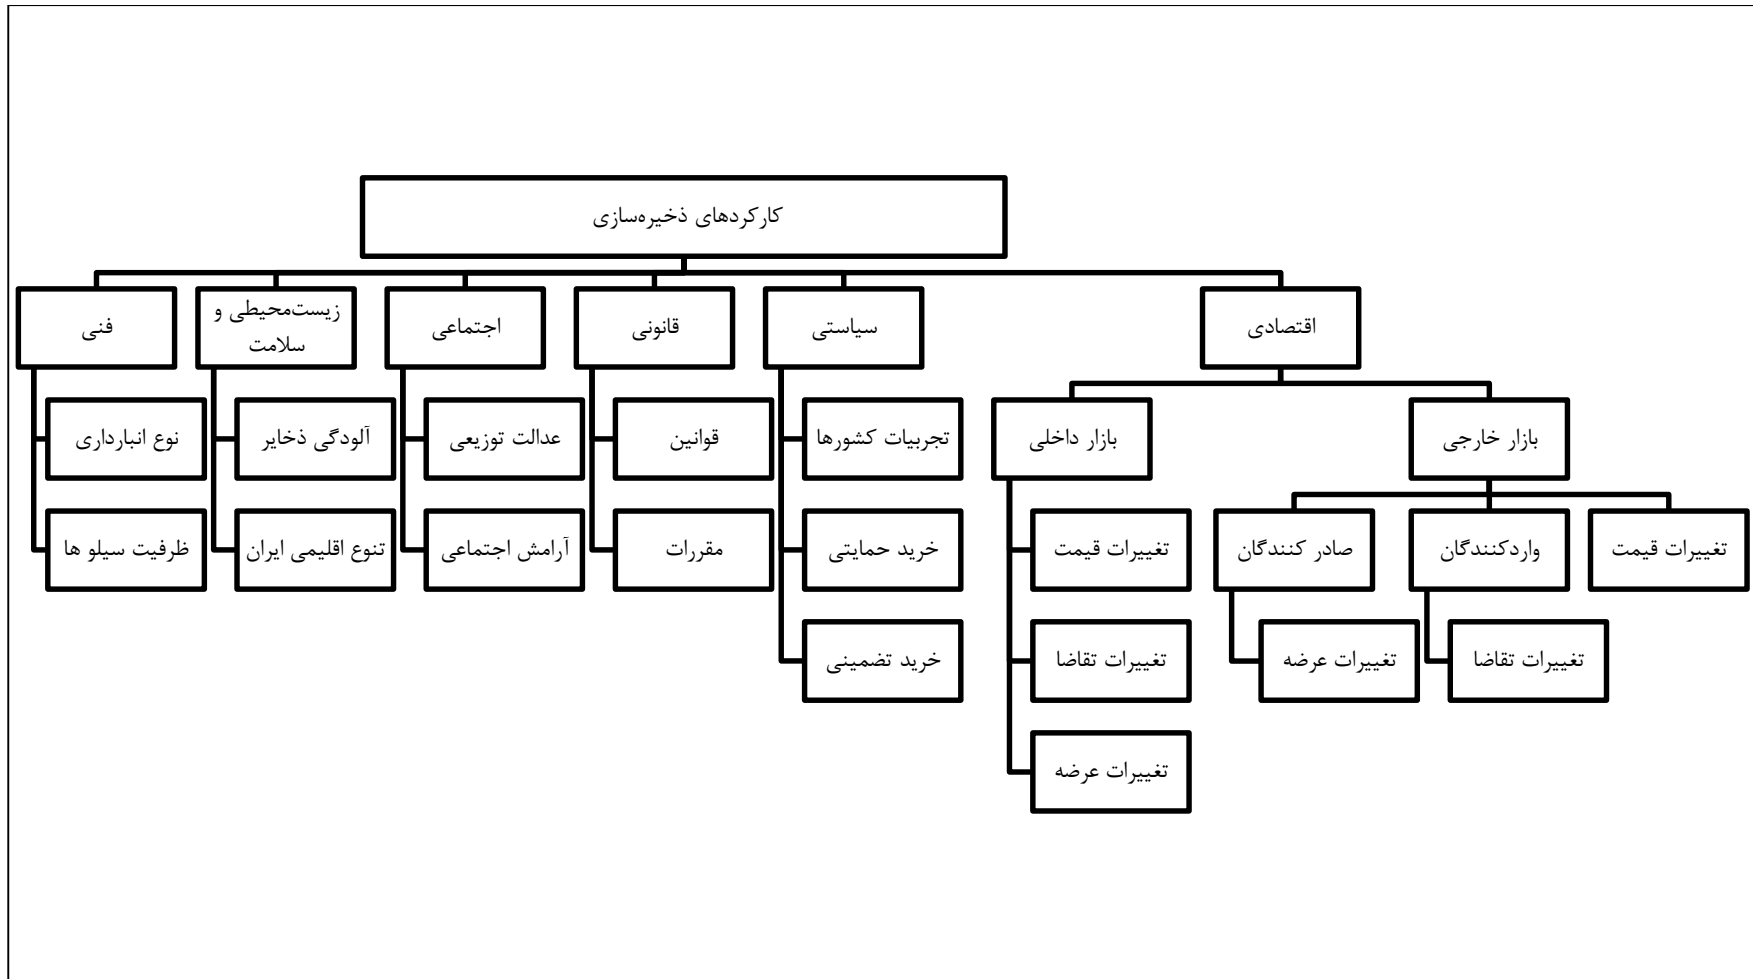 کارکردهای ذخیره‌سازی
اقتصادی
سیاستی
قانونی
اجتماعی
زیست‌محیطی و
سلامت
فنی
بازار خارجی
بازار داخلی
تجربیات کشورها
قوانین
عدالت توزیعی
آلودگی ذخایر
نوع انبارداری
تغییرات قیمت
واردکنندگان
صادر کنندگان
تغییرات قیمت
خرید حمایتی
مقررات
آرامش اجتماعی
تنوع اقلیمی ایران
ظرفیت سیلو ها
تغییرات تقاضا
تغییرات عرضه
تغییرات تقاضا
خرید تضمینی
تغییرات عرضه